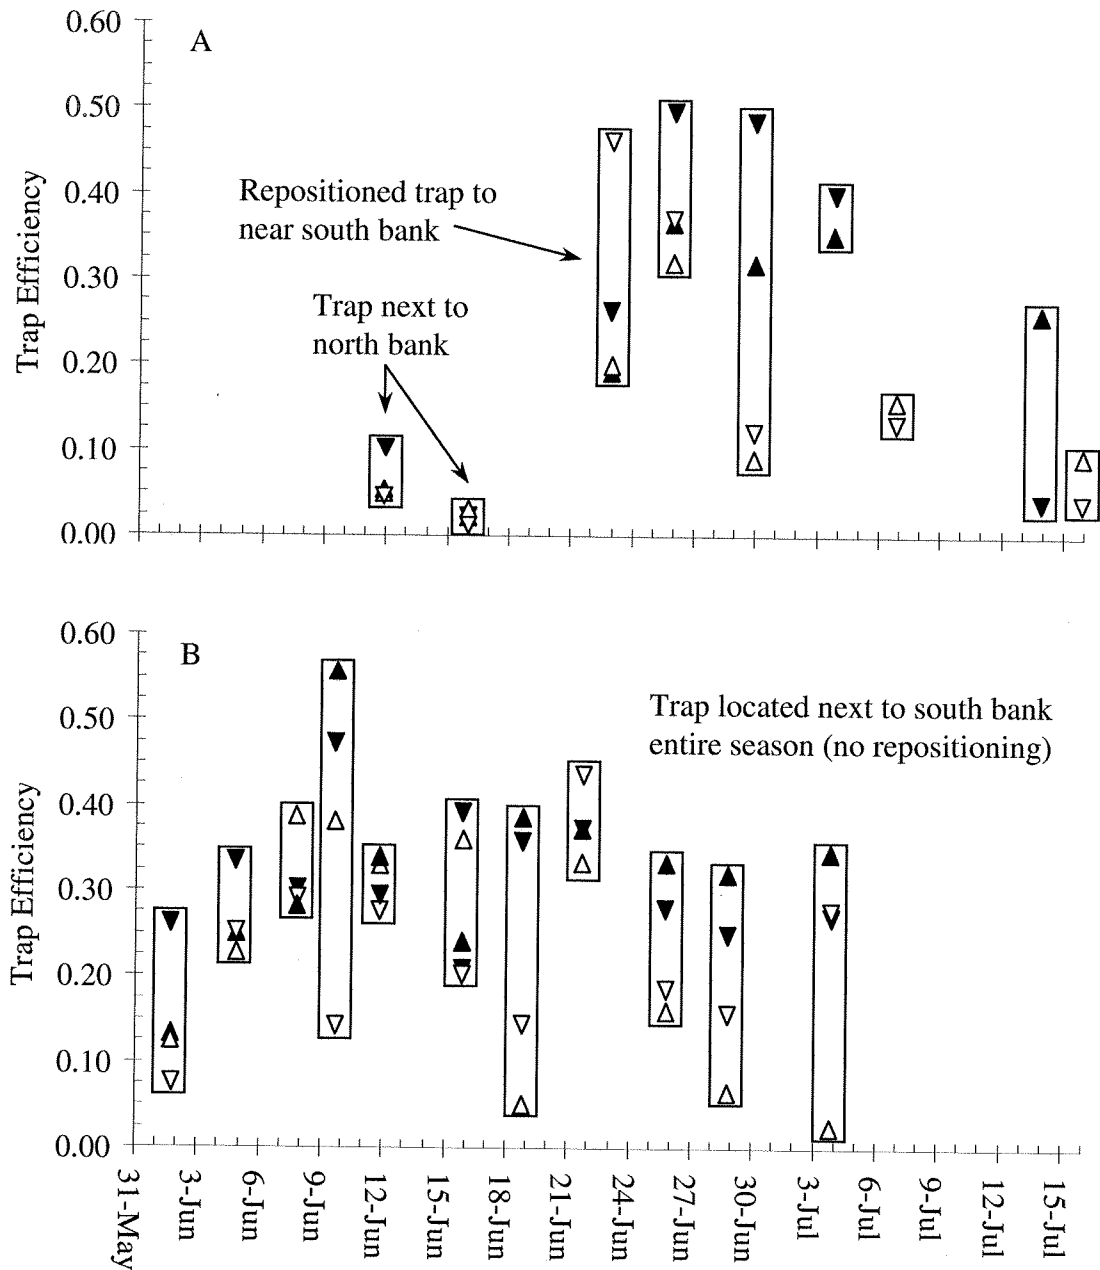 0.60
A
0.50
0.40
0.30
0.20
0.10
0.00
Trap Efficiency
Repositioned trap to
near south bank
Trap next to
north bank
0.60
B
0.50
0.40
0.30
0.20
0.10
0.00
Trap Efficiency
Trap located next to south bank
entire season (no repositioning)
31-May
3-Jun
6-Jun
9-Jun
12-Jun
15-Jun
18-Jun
21-Jun
24-Jun
27-Jun
30-Jun
3-Jul
6-Jul
9-Jul
12-Jul
15-Jul